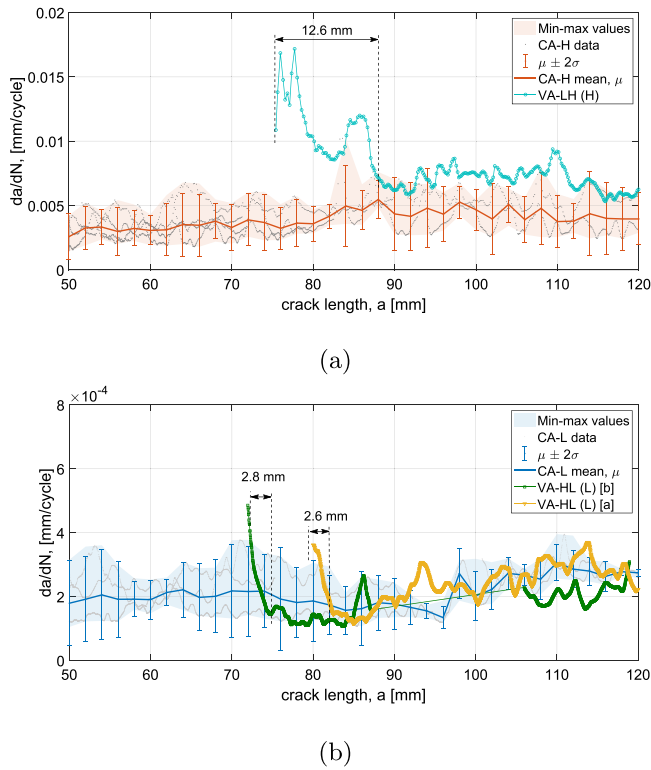 0.02
0.015
0.01
0.005
0
da/dN, [mm/cycle]
12.6 mm
Min-max values
CA-H data
μ ± 2σ
CA-H mean, μ
VA-LH (H)
50 60 70 80 90 100 110 120
crack length, a [mm]
(a)
×10⁻⁴
8
6
4
2
0
da/dN, [mm/cycle]
2.8 mm
2.6 mm
Min-max values
CA-L data
μ ± 2σ
CA-L mean, μ
VA-HL (L) [b]
VA-HL (L) [a]
50 60 70 80 90 100 110 120
crack length, a [mm]
(b)